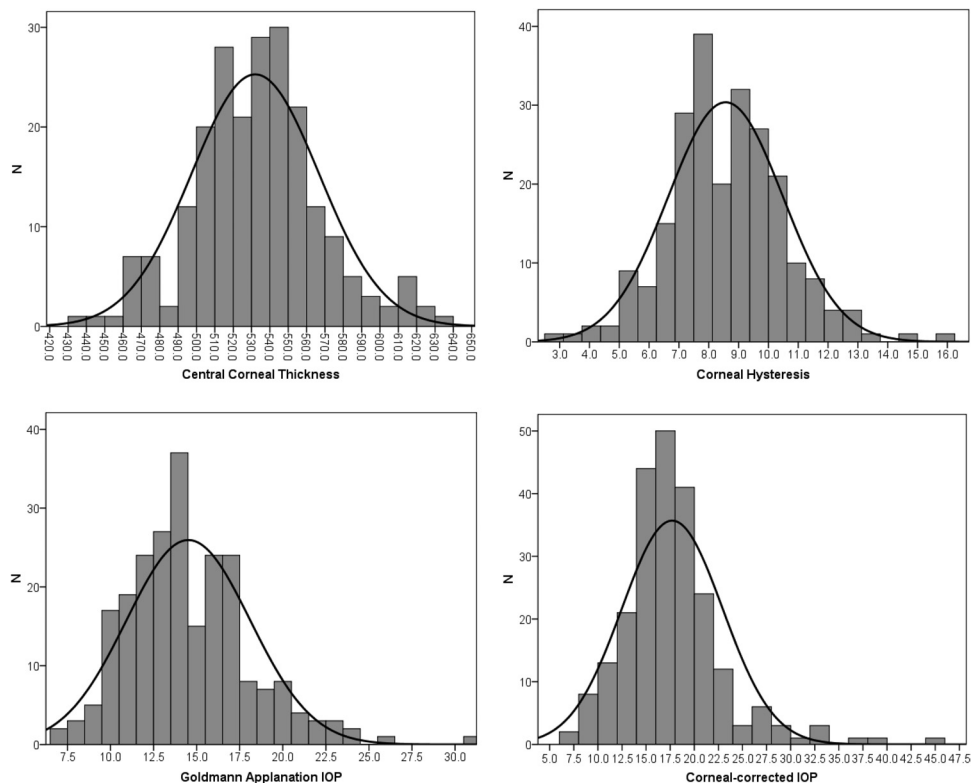 30
20
10
0
N
420.0 430.0 440.0 450.0 460.0 470.0 480.0 490.0 500.0 510.0 520.0 530.0 540.0 550.0 560.0 570.0 580.0 590.0 600.0 610.0 620.0 630.0 640.0 650.0
Central Corneal Thickness
40
30
20
10
0
N
3.0 4.0 5.0 6.0 7.0 8.0 9.0 10.0 11.0 12.0 13.0 14.0 15.0 16.0
Corneal Hysteresis
40
30
20
10
0
N
7.5 10.0 12.5 15.0 17.5 20.0 22.5 25.0 27.5 30.0
Goldmann Applanation IOP
50
40
30
20
10
0
N
5.0 7.5 10.0 12.5 15.0 17.5 20.0 22.5 25.0 27.5 30.0 32.5 35.0 37.5 40.0 42.5 45.0 47.5
Corneal-corrected IOP